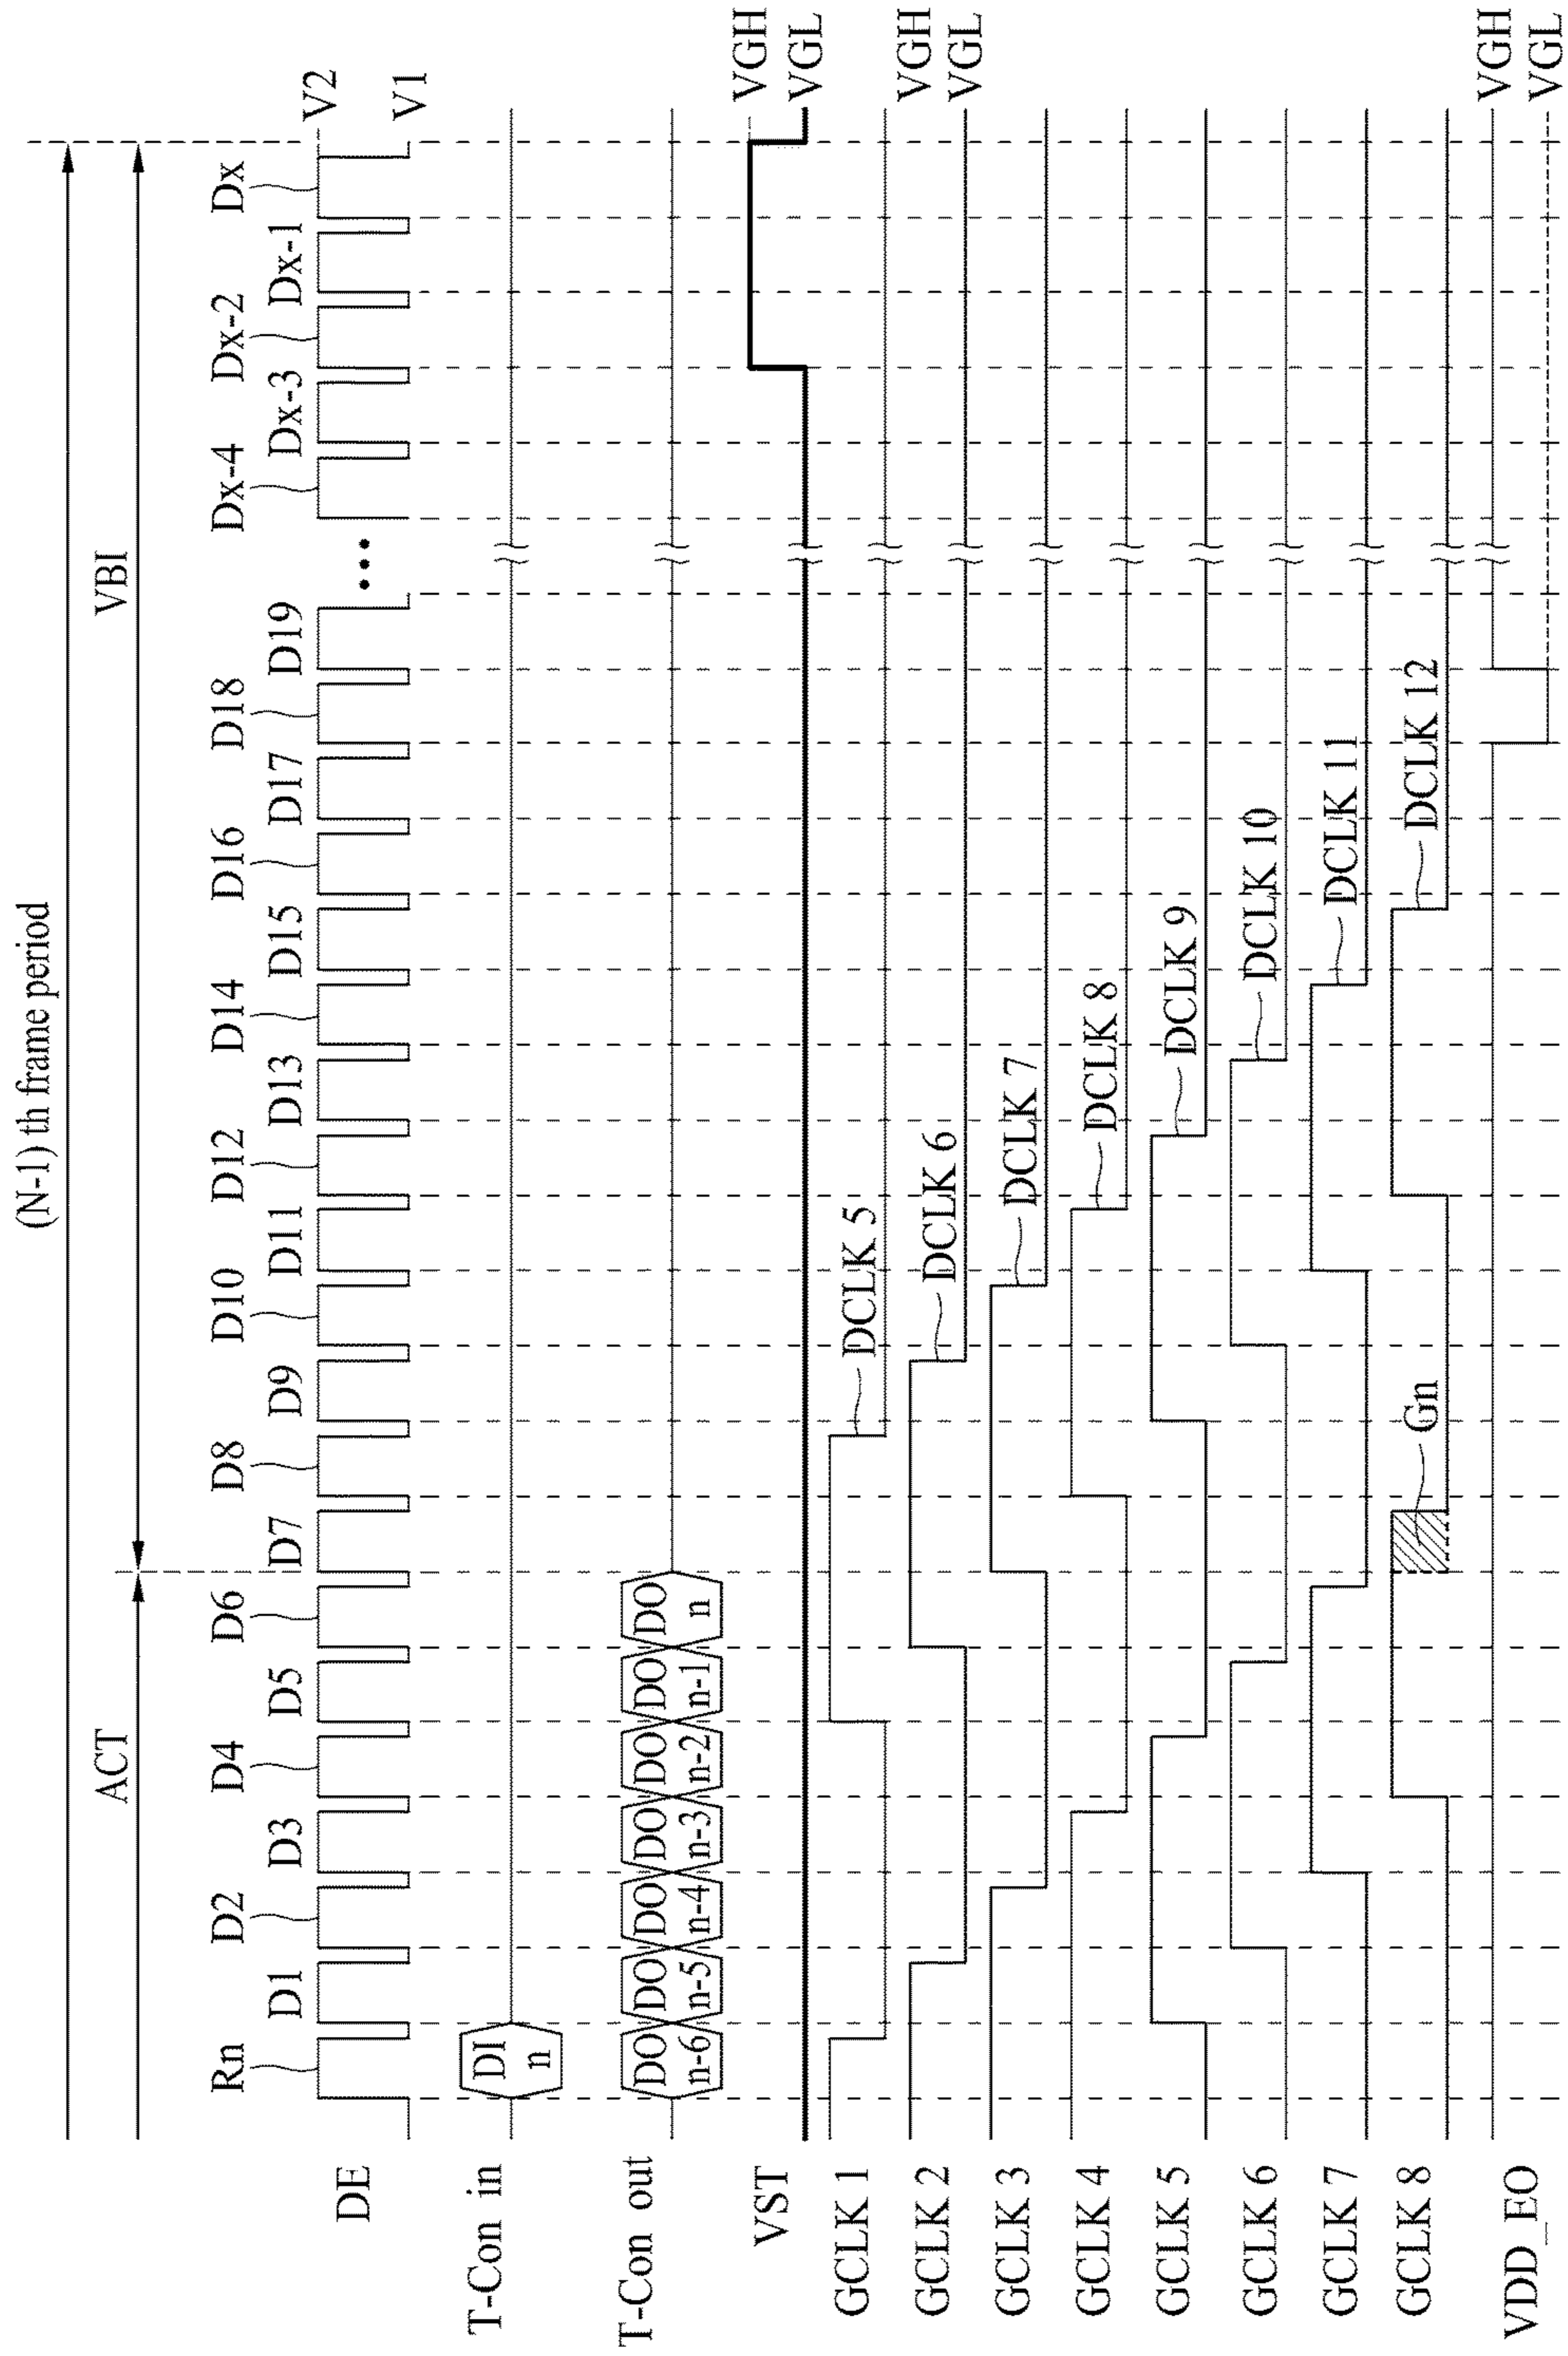 (N-1) th frame period
ACT
VBI
Rn
D1
D2
D3
D4
D5
D6
D7
D8
D9
D10
D11
D12
D13
D14
D15
D16
D17
D18
D19
Dx-4
Dx-3
Dx-2
Dx-1
Dx
DE
V2
V1
T-Con in
DI
n
T-Con out
DO
n-6
DO
n-5
DO
n-4
DO
n-3
DO
n-2
DO
n-1
DO
n
VST
VGH
VGL
GCLK 1
DCLK 5
GCLK 2
DCLK 6
VGH
VGL
GCLK 3
DCLK 7
GCLK 4
DCLK 8
GCLK 5
DCLK 9
GCLK 6
DCLK 10
GCLK 7
DCLK 11
GCLK 8
Gn
DCLK 12
VDD_EO
VGH
VGL